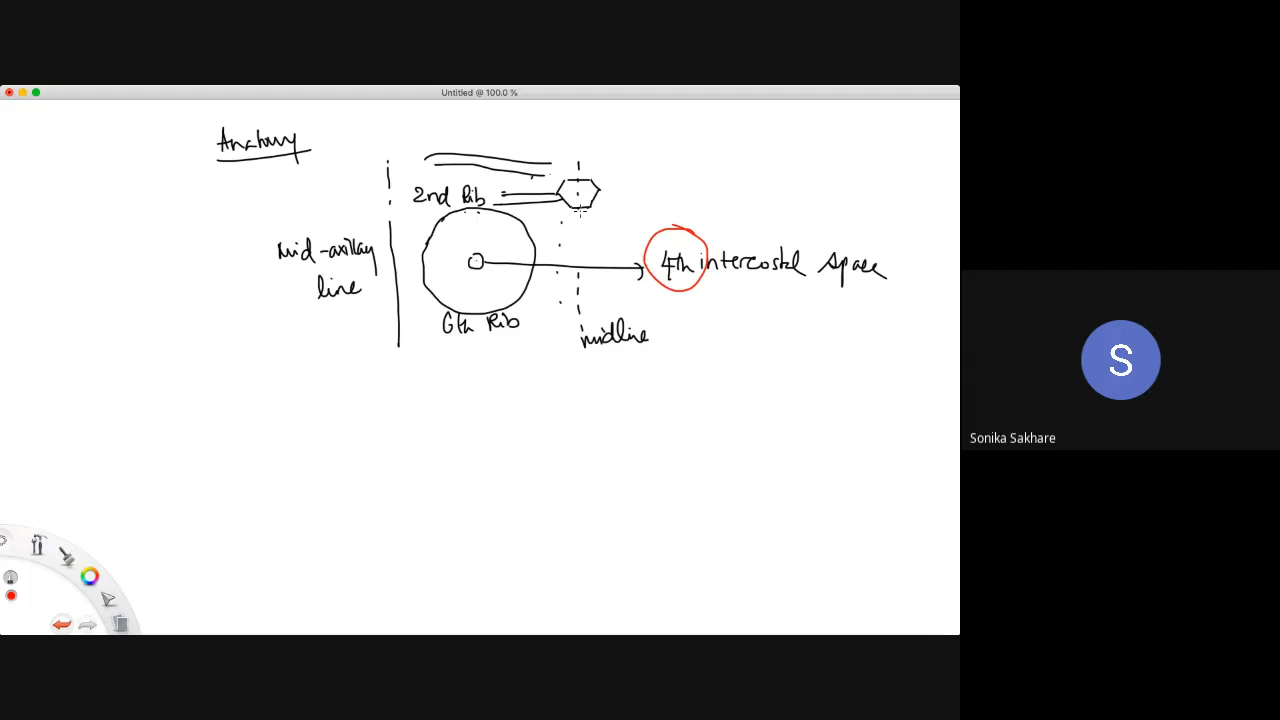 Untitled @ 100.0 %
Anatomy
2nd Rib
mid-axillary
line
4th intercostal space
6th Rib
midline
S
Sonika Sakhare